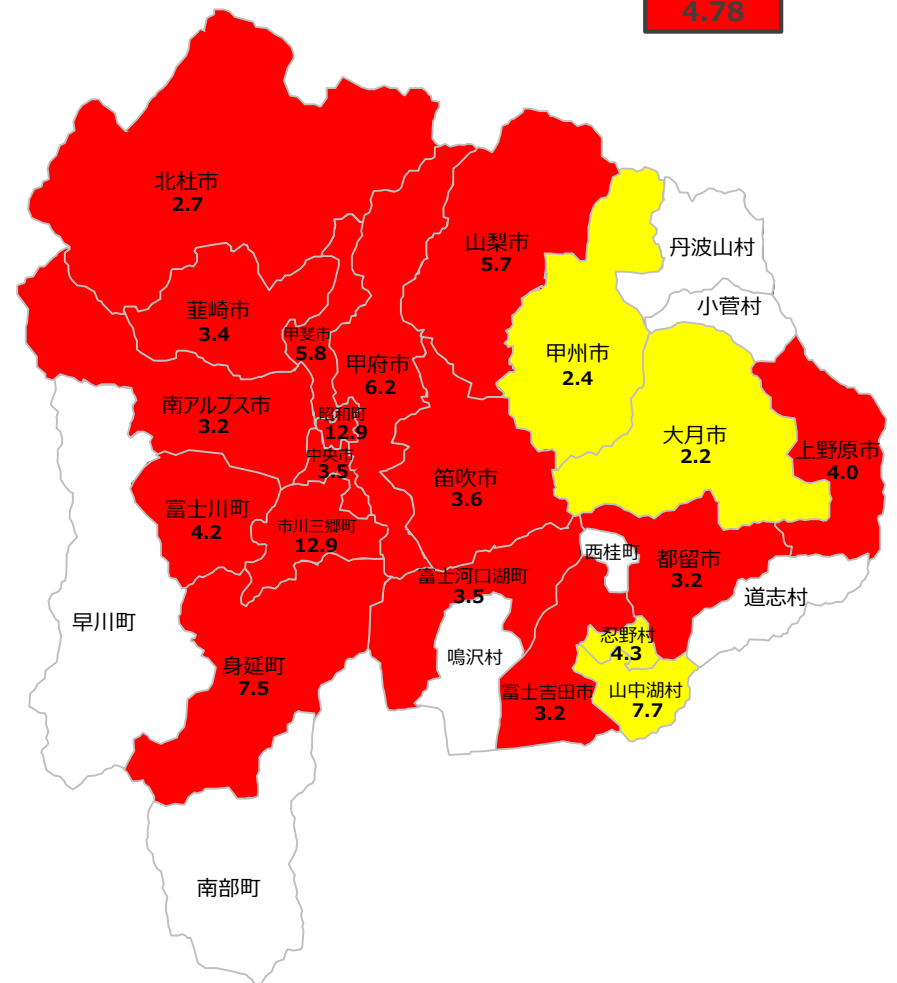 4.78
北杜市
2.7
山梨市
5.7
丹波山村
小菅村
韮崎市
3.4
甲斐市
5.8
甲府市
6.2
甲州市
2.4
南アルプス市
3.2
昭和町
12.9
中央市
3.5
大月市
2.2
上野原市
4.0
笛吹市
3.6
富士川町
4.2
市川三郷町
12.9
西桂町
都留市
3.2
富士河口湖町
3.5
道志村
早川町
忍野村
4.3
鳴沢村
身延町
7.5
富士吉田市
3.2
山中湖村
7.7
南部町